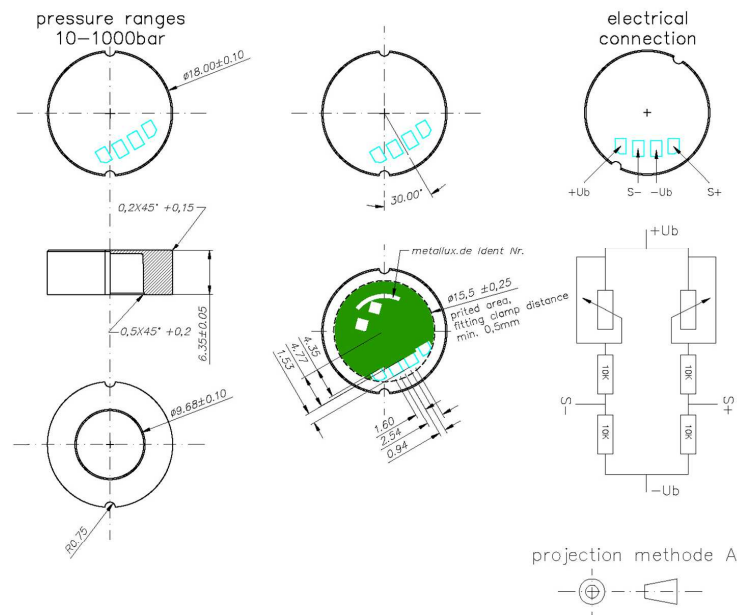 pressure ranges
10-1000bar
electrical
connection
ø18.00±0.10
30.00°
+Ub
S-
-Ub
S+
0,2X45° +0,15
0,5X45° +0,2
6.35±0.05
metallux.de Ident Nr.
ø15,5 ±0,25
prited area,
fitting clamp distance
min. 0,5mm
4.35
4.77
1.53
1.60
2.54
0.94
+Ub
10K
10K
S-
S+
10K
10K
-Ub
ø9.68±0.10
R0.75
projection methode A